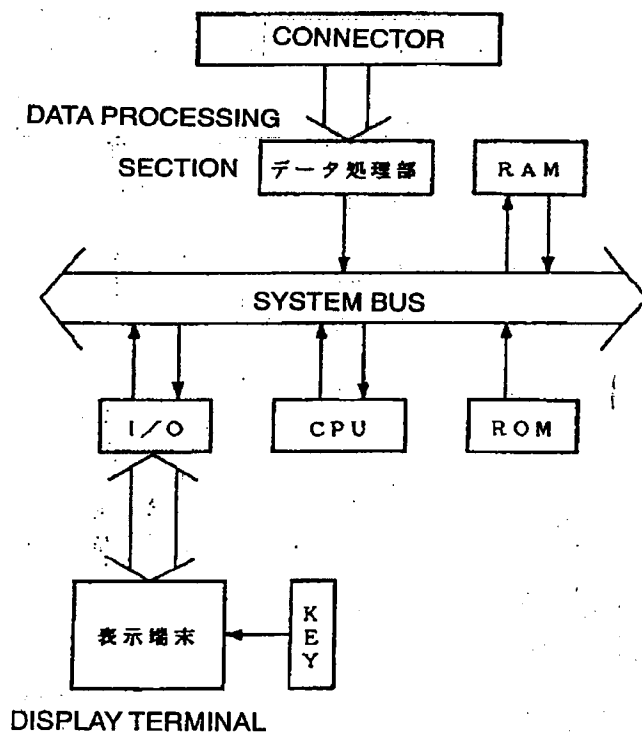 CONNECTOR
DATA PROCESSING
SECTION
データ処理部
RAM
SYSTEM BUS
I/O
CPU
ROM
表示端末
KEY
DISPLAY TERMINAL